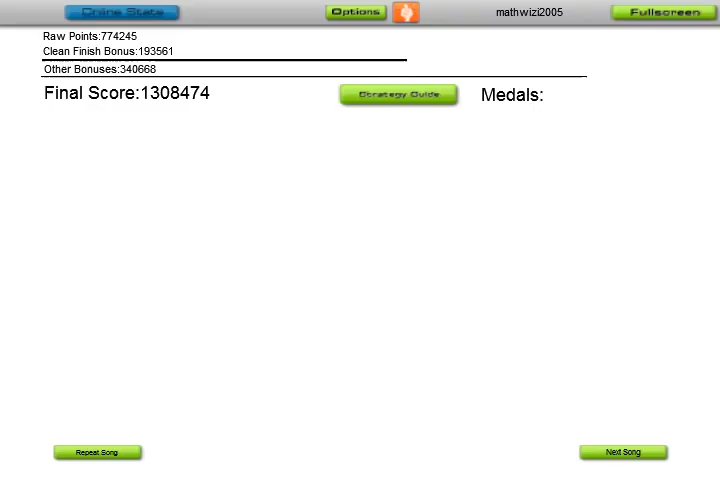 Online Stats Options mathwizi2005 Fullscreen
Raw Points:774245
Clean Finish Bonus:193561
Other Bonuses:340668
Final Score:1308474 Strategy Guide Medals:
Repeat Song Next Song